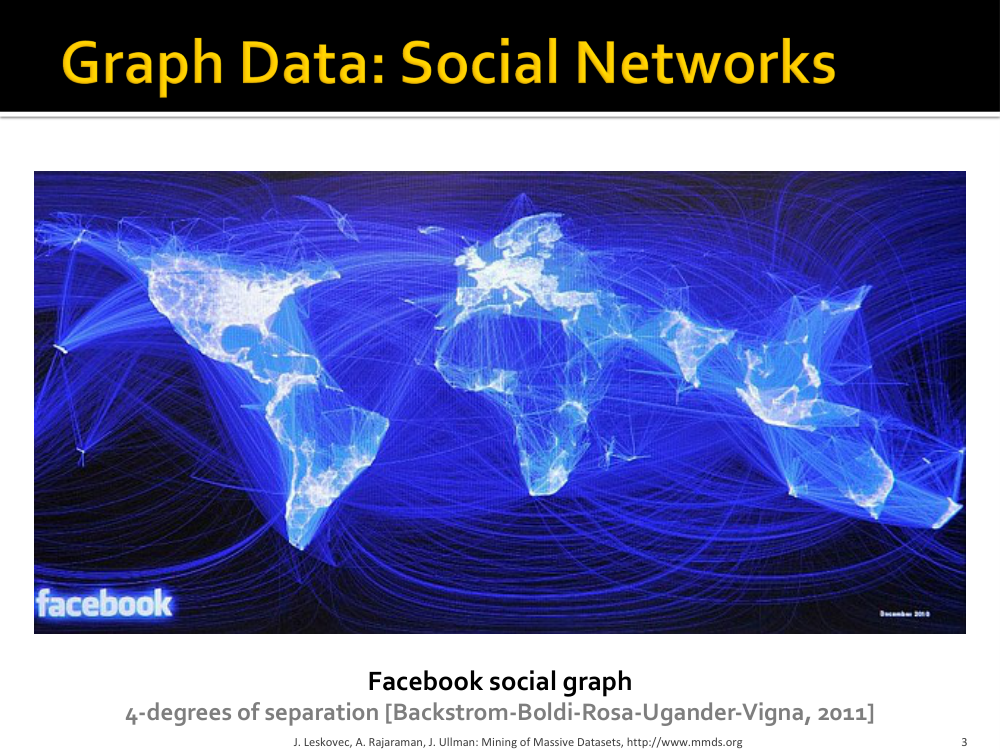 Graph Data: Social Networks
facebook
December 2010
Facebook social graph
4-degrees of separation [Backstrom-Boldi-Rosa-Ugander-Vigna, 2011]
J. Leskovec, A. Rajaraman, J. Ullman: Mining of Massive Datasets, http://www.mmds.org
3